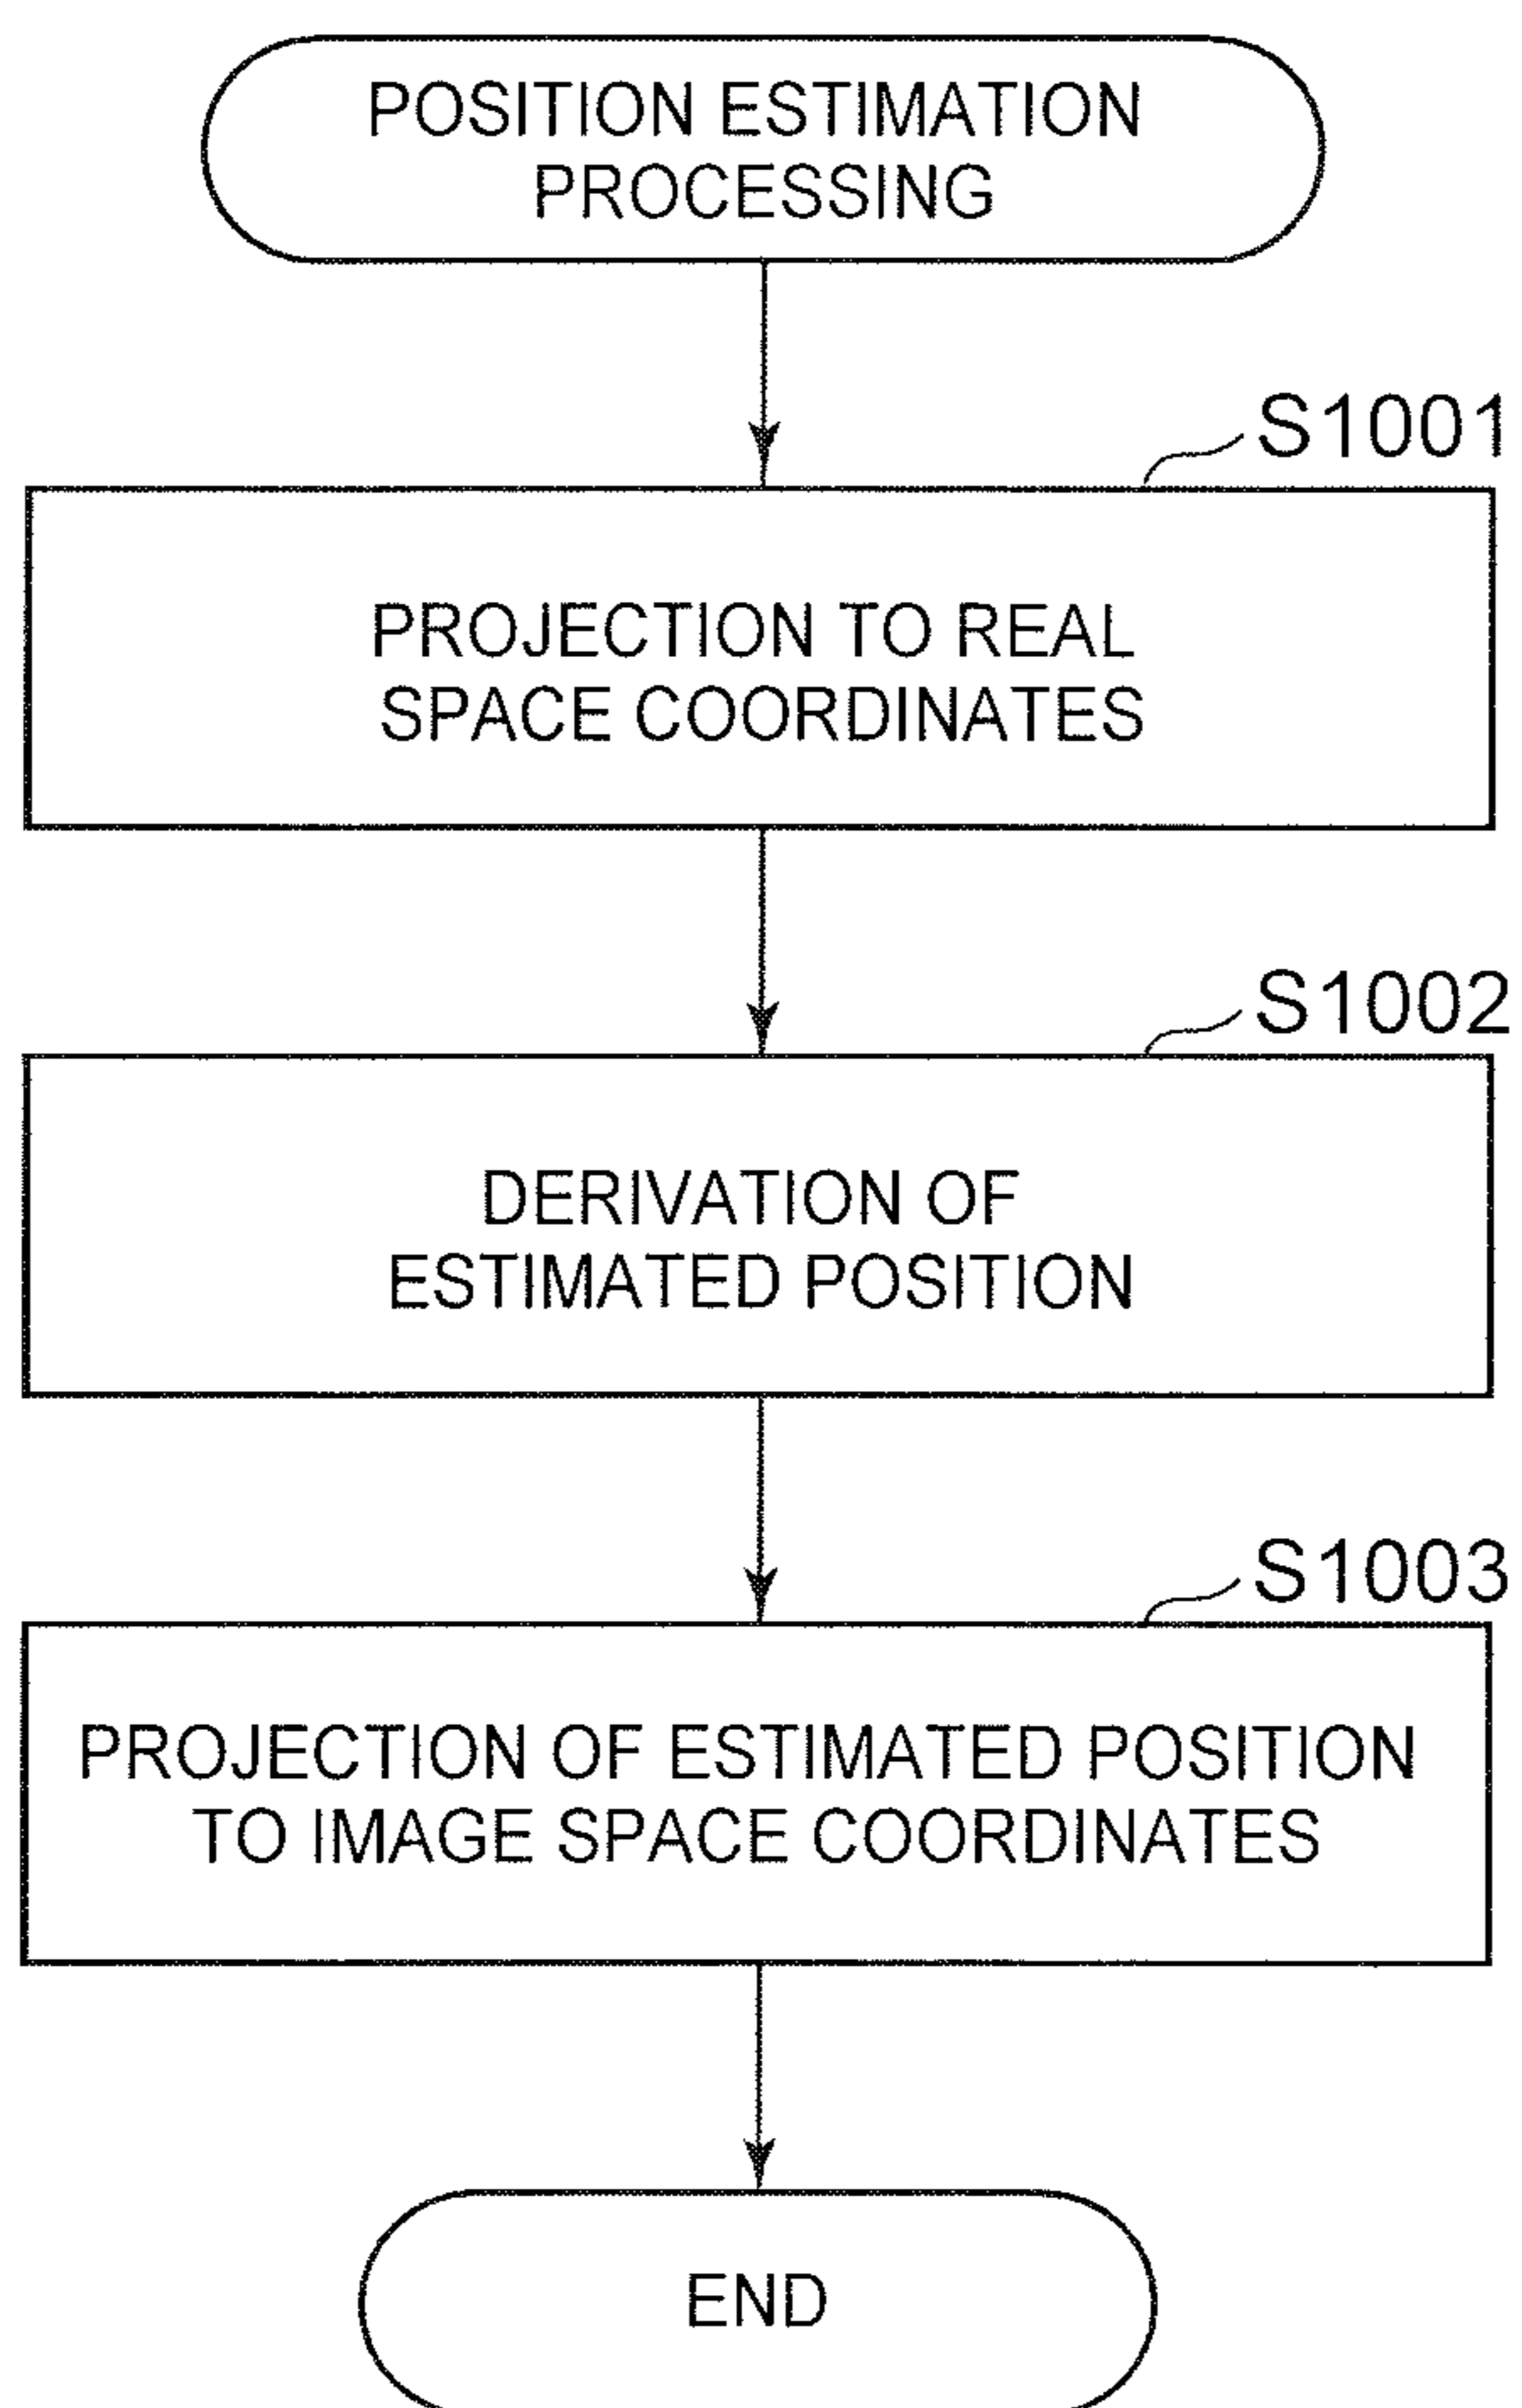 POSITION ESTIMATION
PROCESSING
S1001
PROJECTION TO REAL
SPACE COORDINATES
S1002
DERIVATION OF
ESTIMATED POSITION
S1003
PROJECTION OF ESTIMATED POSITION
TO IMAGE SPACE COORDINATES
END